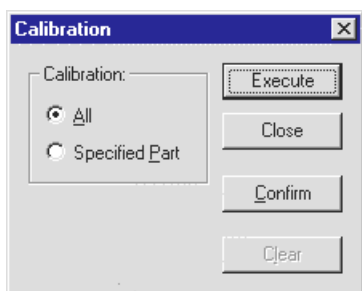 Calibration
Calibration:
All
Specified Part
Execute
Close
Confirm
Clear